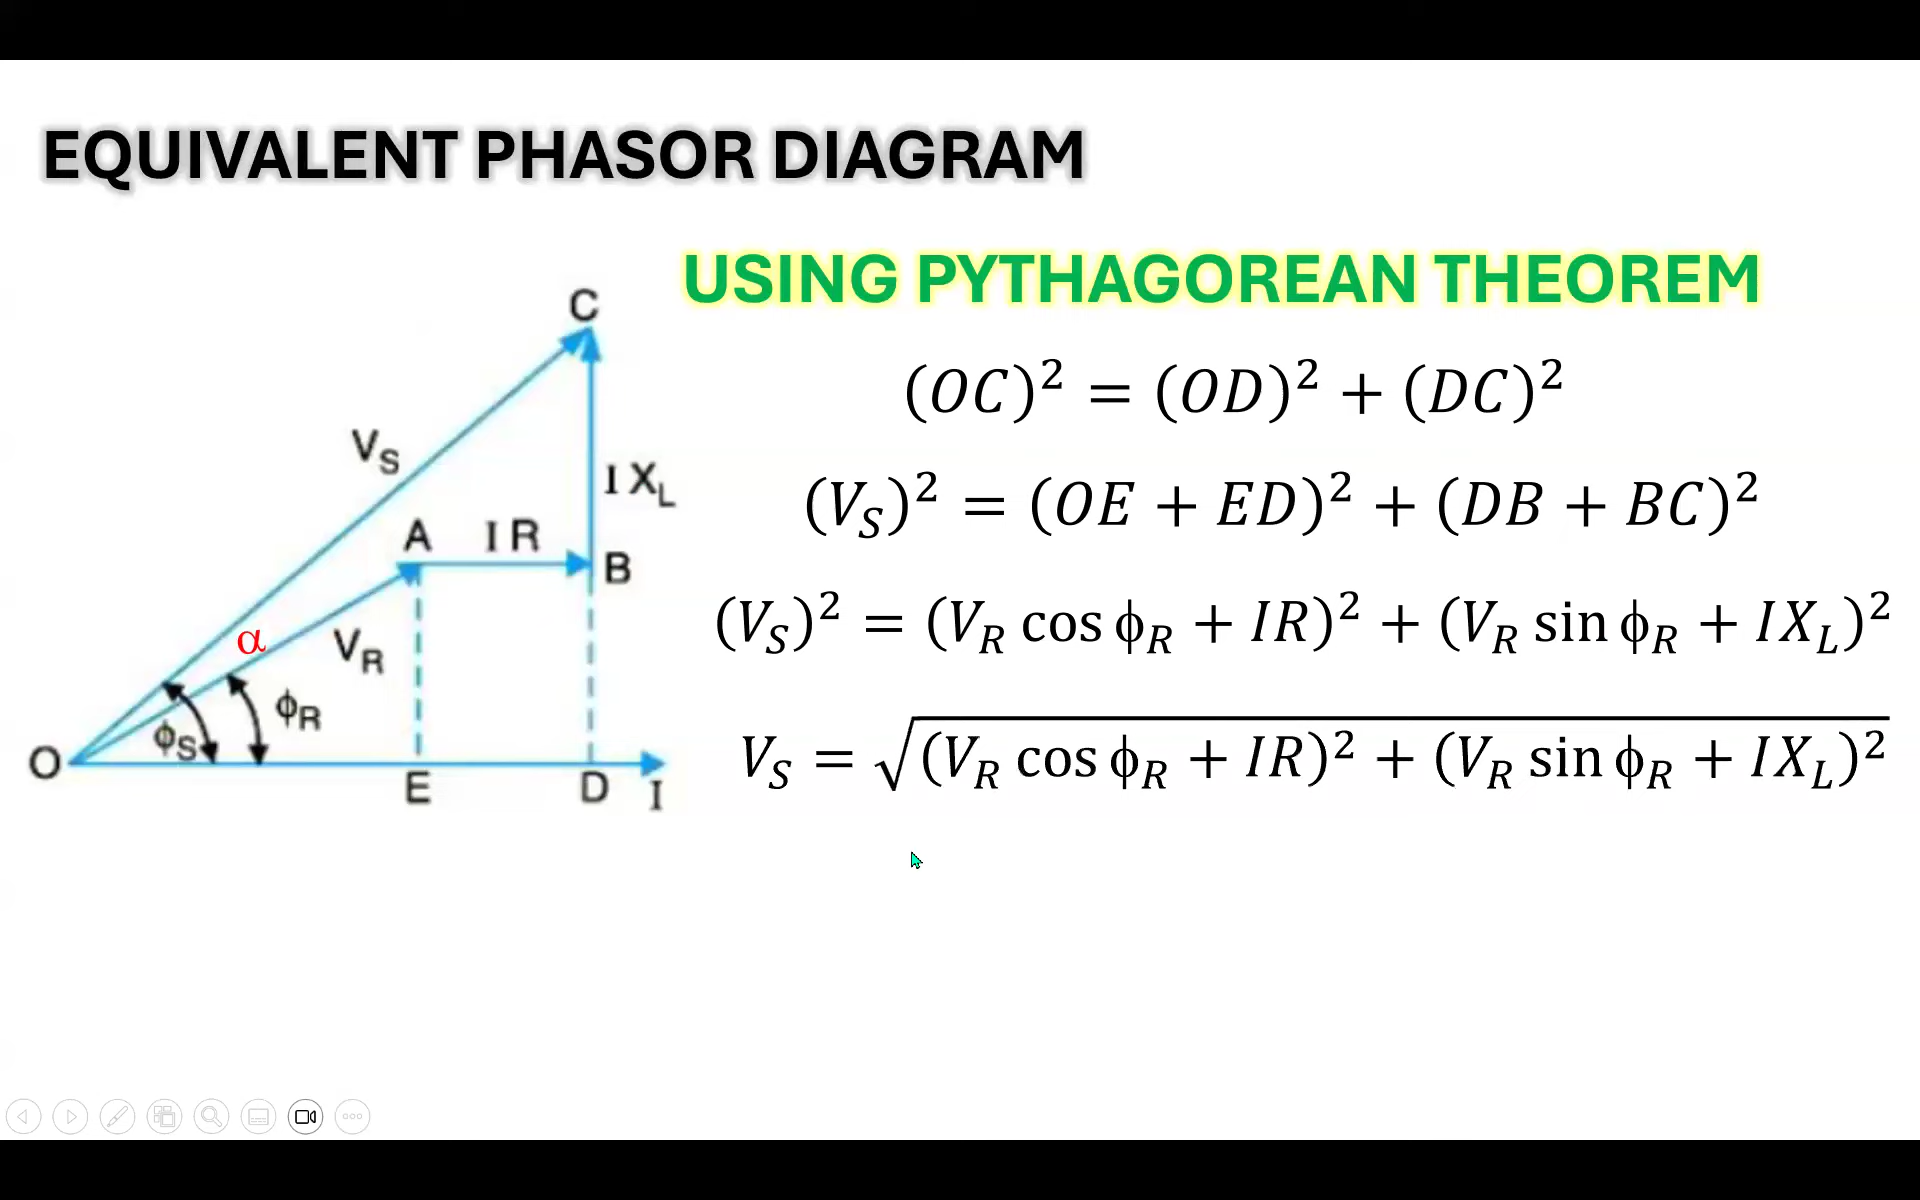 EQUIVALENT PHASOR DIAGRAM
USING PYTHAGOREAN THEOREM
(OC)² = (OD)² + (DC)²
(V_S)² = (OE + ED)² + (DB + BC)²
(V_S)² = (V_R cos ϕ_R + IR)² + (V_R sin ϕ_R + IX_L)²
V_S = √((V_R cos ϕ_R + IR)² + (V_R sin ϕ_R + IX_L)²)
C
V_S
I X_L
A
I R
B
α
V_R
ϕ_S
ϕ_R
O
E
D
I